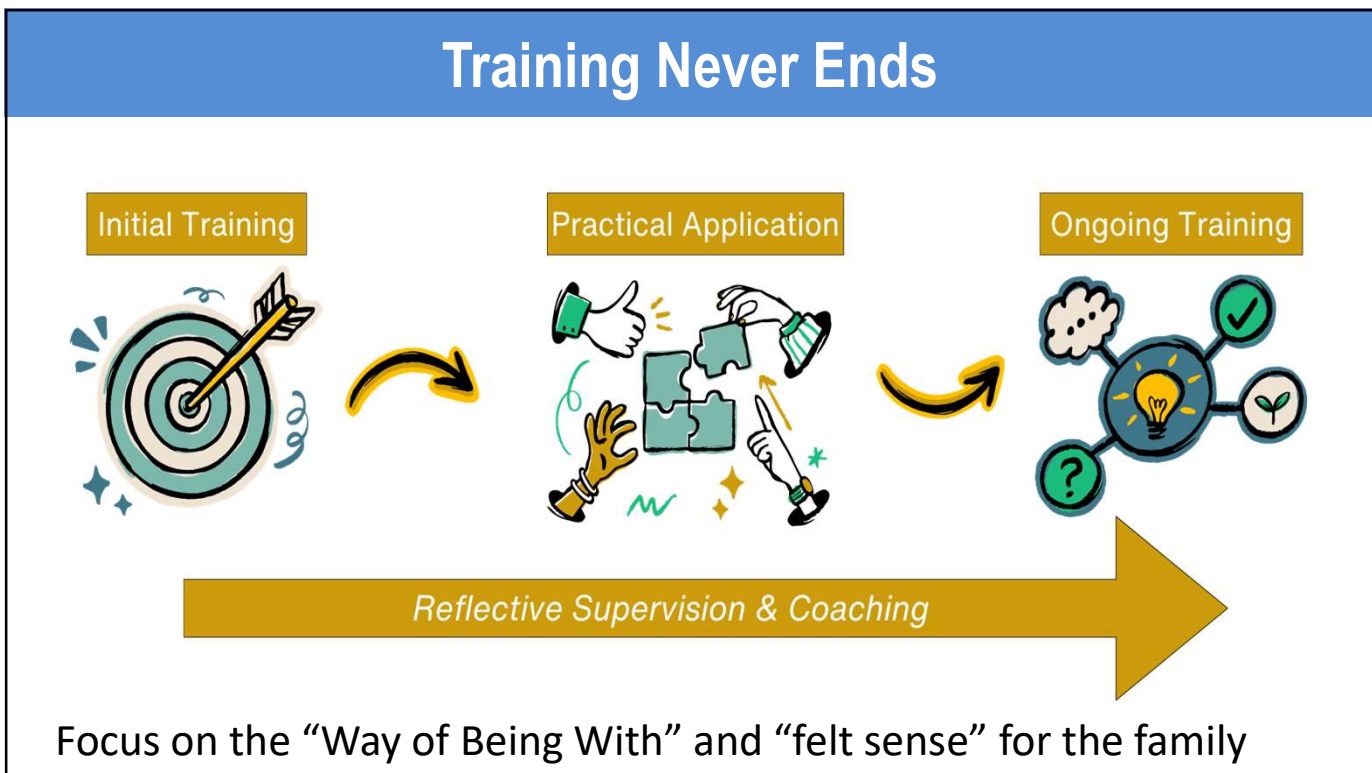 Training Never Ends
Initial Training
Practical Application
Ongoing Training
?
Reflective Supervision & Coaching
Focus on the “Way of Being With” and “felt sense” for the family